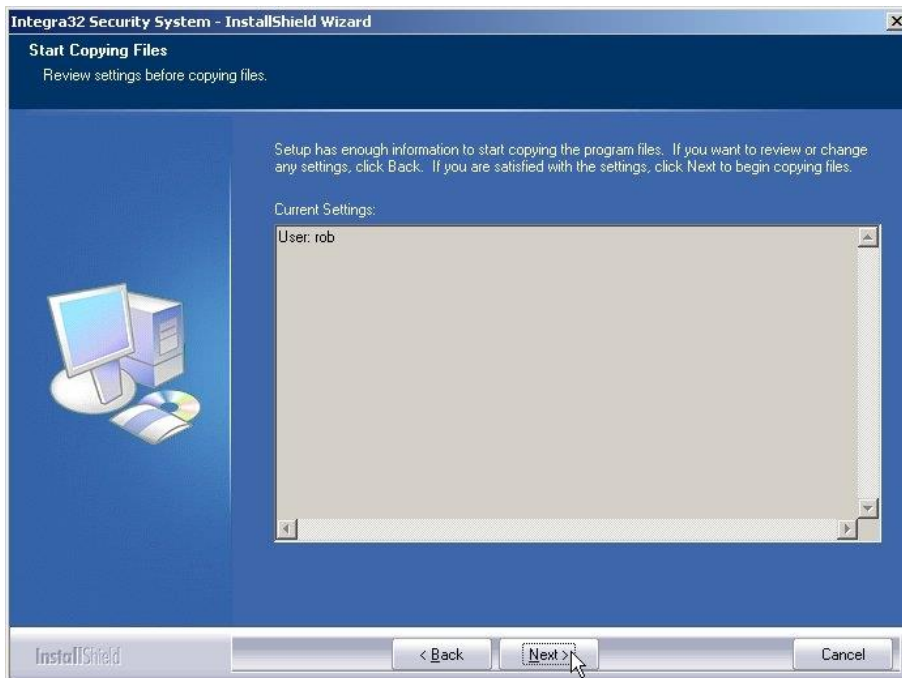 Integra32 Security System - InstallShield Wizard
Start Copying Files
Review settings before copying files.
Setup has enough information to start copying the program files.  If you want to review or change
any settings, click Back.  If you are satisfied with the settings, click Next to begin copying files.
Current Settings:
User: rob
InstallShield
< Back
Next >
Cancel